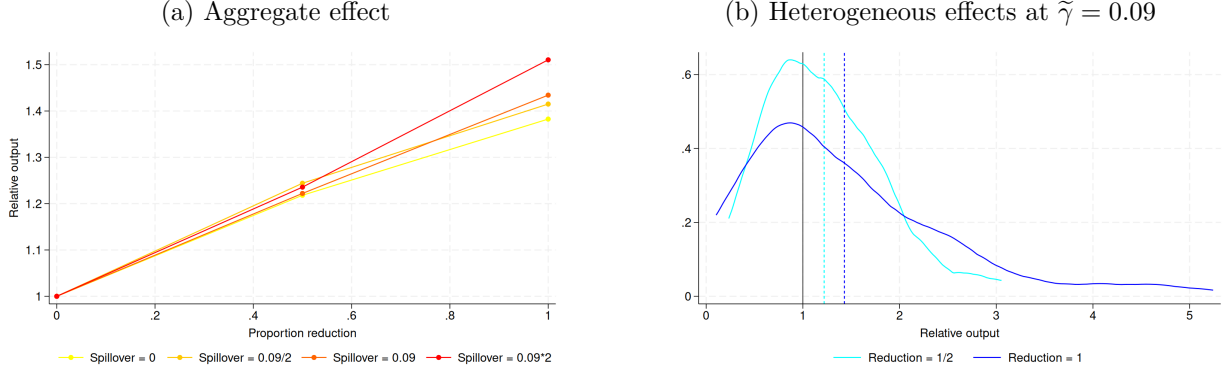 (a) Aggregate effect
1.5
1.4
1.3
1.2
1.1
1
Relative output
0 .2 .4 .6 .8 1
Proportion reduction
Spillover = 0 Spillover = 0.09/2 Spillover = 0.09 Spillover = 0.09*2
(b) Heterogeneous effects at γ̃ = 0.09
.6
.4
.2
0
0 1 2 3 4 5
Relative output
Reduction = 1/2 Reduction = 1